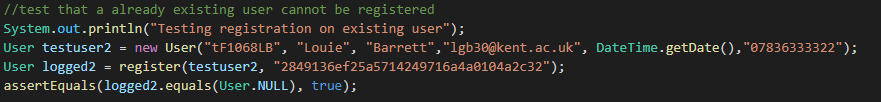 //test that a already existing user cannot be registered
System.out.println("Testing registration on existing user");
User testuser2 = new User("tF1068LB", "Louie", "Barrett","lgb30@kent.ac.uk", DateTime.getDate(),"07836333322");
User logged2 = register(testuser2, "2849136ef25a5714249716a4a0104a2c32");
assertEquals(logged2.equals(User.NULL), true);